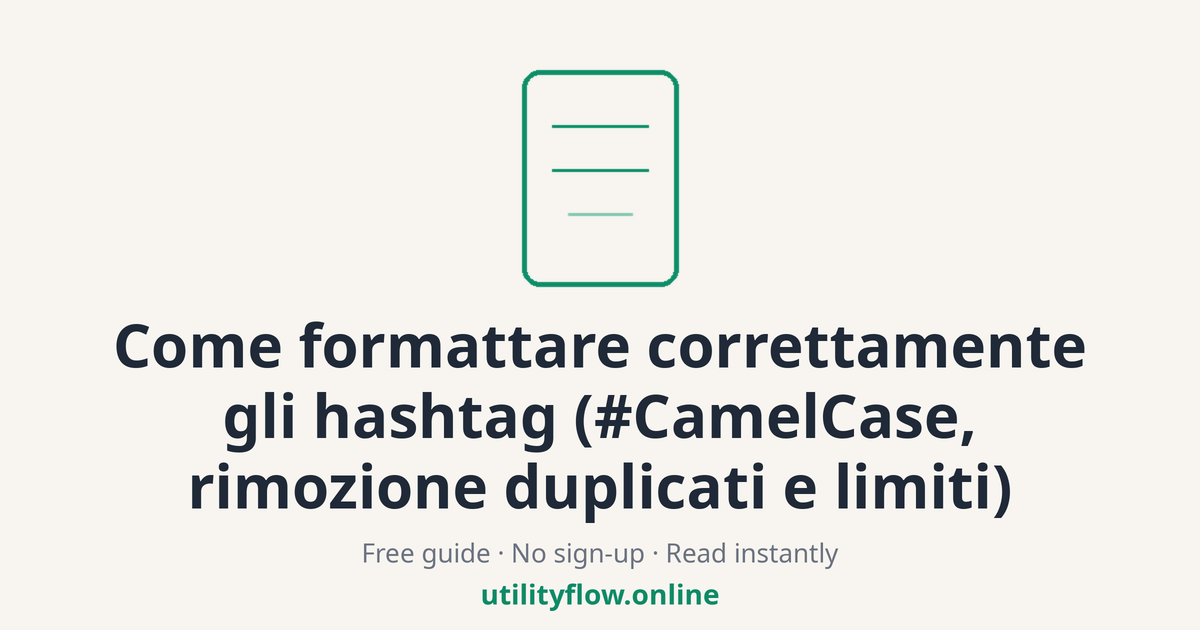 Come formattare correttamente
gli hashtag (#CamelCase,
rimozione duplicati e limiti)
Free guide · No sign-up · Read instantly
utilityflow.online